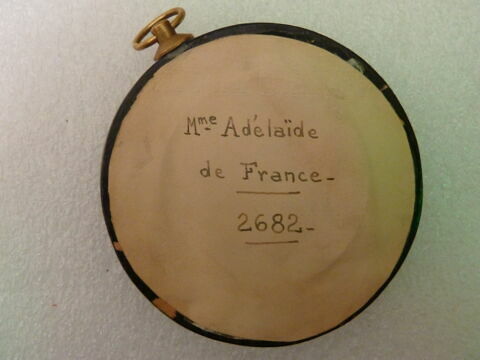 Mme Adélaïde
de France-
2682-